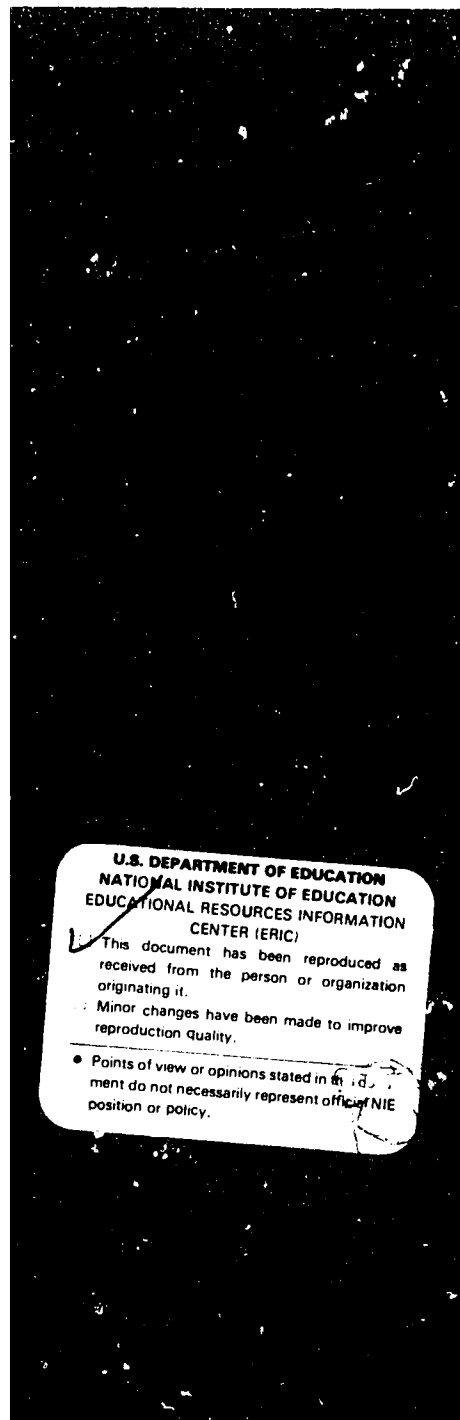 U.S. DEPARTMENT OF EDUCATION
NATIONAL INSTITUTE OF EDUCATION
EDUCATIONAL RESOURCES INFORMATION
CENTER (ERIC)
This document has been reproduced as
received from the person or organization
originating it.
Minor changes have been made to improve
reproduction quality.
• Points of view or opinions stated in
ment do not necessarily represent official NIE
position or policy.